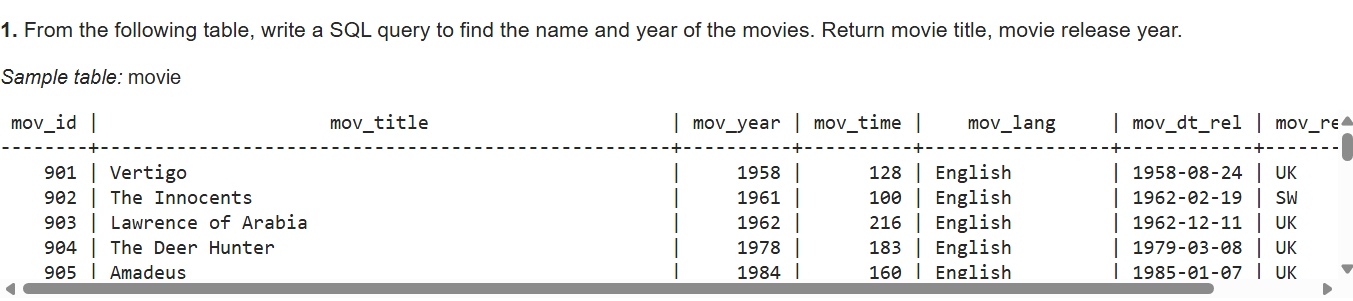 1. From the following table, write a SQL query to find the name and year of the movies. Return movie title, movie release year.
Sample table: movie
mov_id | mov_title | mov_year | mov_time | mov_lang | mov_dt_rel | mov_re
--------+----------------------------------------------------+----------+----------+-----------------+------------+-------
901 | Vertigo | 1958 | 128 | English | 1958-08-24 | UK
902 | The Innocents | 1961 | 100 | English | 1962-02-19 | SW
903 | Lawrence of Arabia | 1962 | 216 | English | 1962-12-11 | UK
904 | The Deer Hunter | 1978 | 183 | English | 1979-03-08 | UK
905 | Amadeus | 1984 | 160 | English | 1985-01-07 | UK